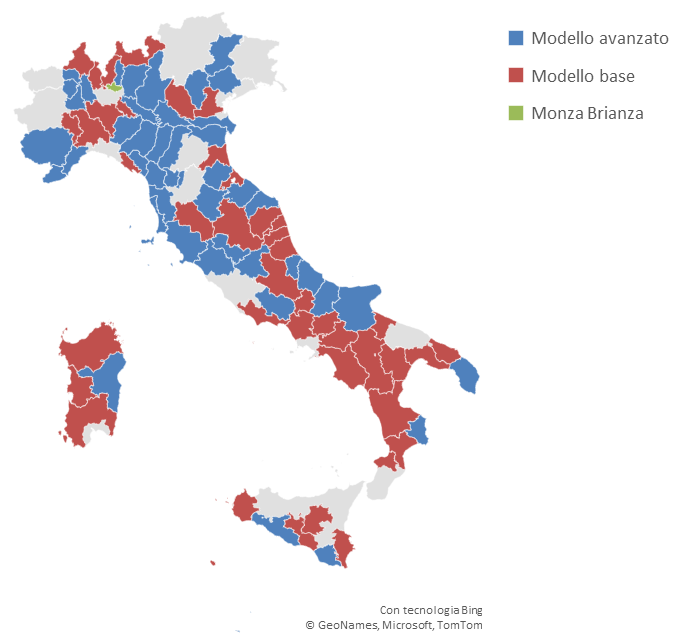 Modello avanzato
Modello base
Monza Brianza
Con tecnologia Bing
© GeoNames, Microsoft, TomTom